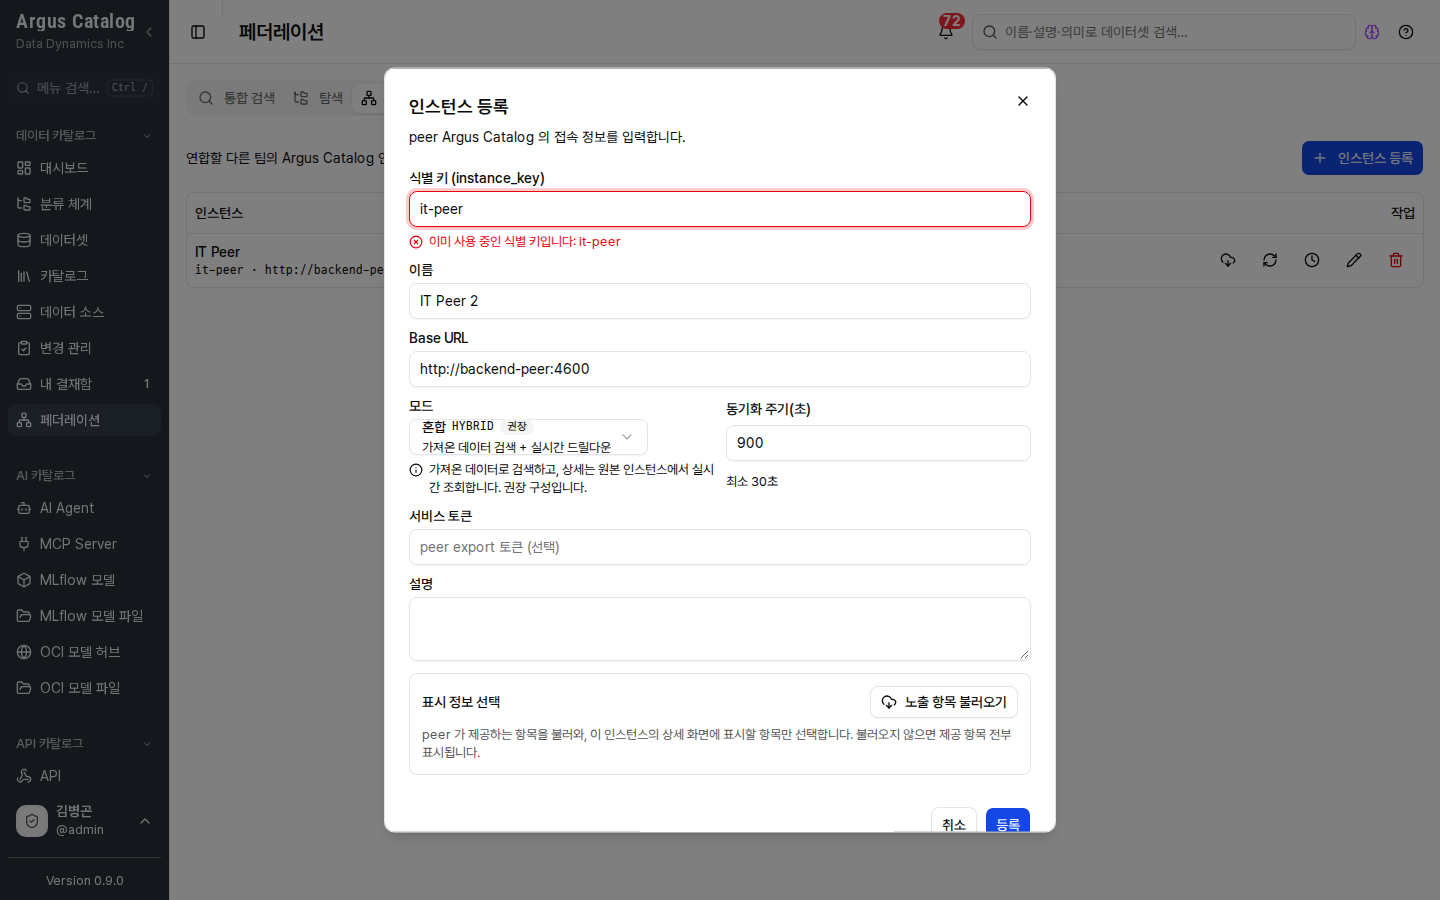 Argus Catalog
Data Dynamics Inc
메뉴 검색... Ctrl /
데이터 카탈로그
대시보드
분류 체계
데이터셋
카탈로그
데이터 소스
변경 관리
내 결재함 1
페더레이션
AI 카탈로그
AI Agent
MCP Server
MLflow 모델
MLflow 모델 파일
OCI 모델 허브
OCI 모델 파일
API 카탈로그
API
김병곤
@admin
Version 0.9.0
페더레이션
72
이름·설명·의미로 데이터셋 검색...
통합 검색 탐색
연합할 다른 팀의 Argus Catalog
인스턴스 등록
인스턴스 작업
IT Peer
it-peer · http://backend-pe
인스턴스 등록
peer Argus Catalog 의 접속 정보를 입력합니다.
식별 키 (instance_key)
it-peer
이미 사용 중인 식별 키입니다: it-peer
이름
IT Peer 2
Base URL
http://backend-peer:4600
모드
혼합 HYBRID 권장
가져온 데이터 검색 + 실시간 드릴다운
가져온 데이터로 검색하고, 상세는 원본 인스턴스에서 실시
간 조회합니다. 권장 구성입니다.
동기화 주기(초)
900
최소 30초
서비스 토큰
peer export 토큰 (선택)
설명
표시 정보 선택
노출 항목 불러오기
peer 가 제공하는 항목을 불러와, 이 인스턴스의 상세 화면에 표시할 항목만 선택합니다. 불러오지 않으면 제공 항목 전부
표시됩니다.
취소 등록